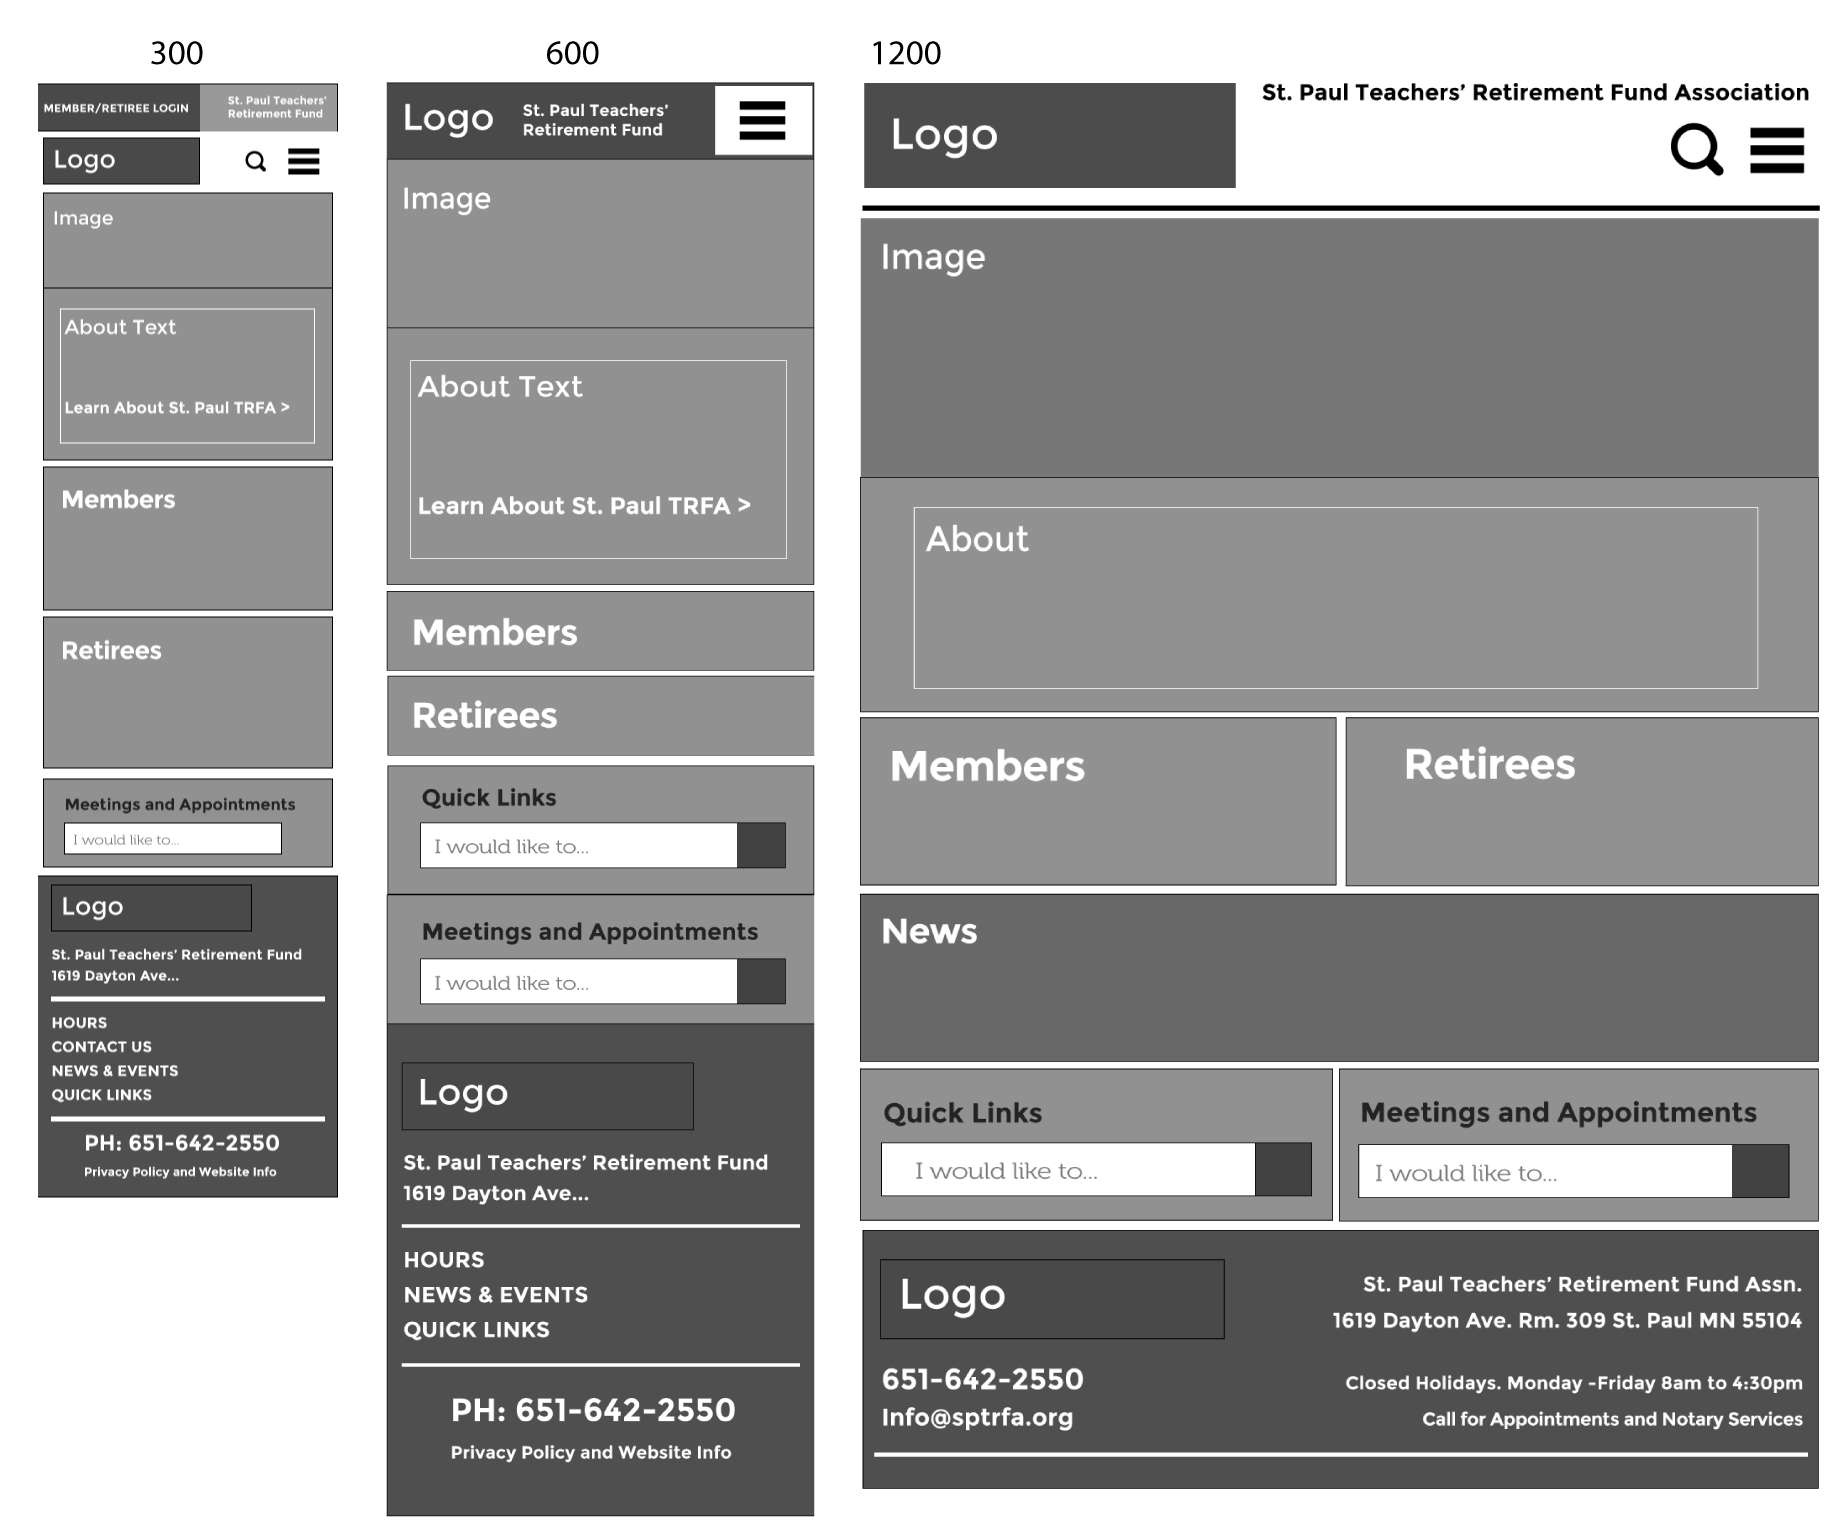 300
MEMBER/RETIREE LOGIN
St. Paul Teachers'
Retirement Fund
Logo
Image
About Text
Learn About St. Paul TRFA >
Members
Retirees
Meetings and Appointments
I would like to...
Logo
St. Paul Teachers' Retirement Fund
1619 Dayton Ave...
HOURS
CONTACT US
NEWS & EVENTS
QUICK LINKS
PH: 651-642-2550
Privacy Policy and Website Info
600
Logo
St. Paul Teachers'
Retirement Fund
Image
About Text
Learn About St. Paul TRFA >
Members
Retirees
Quick Links
I would like to...
Meetings and Appointments
I would like to...
Logo
St. Paul Teachers' Retirement Fund
1619 Dayton Ave...
HOURS
NEWS & EVENTS
QUICK LINKS
PH: 651-642-2550
Privacy Policy and Website Info
1200
St. Paul Teachers' Retirement Fund Association
Logo
Image
About
Members
Retirees
News
Quick Links
I would like to...
Meetings and Appointments
I would like to...
Logo
651-642-2550
Info@sptrfa.org
St. Paul Teachers' Retirement Fund Assn.
1619 Dayton Ave. Rm. 309 St. Paul MN 55104
Closed Holidays. Monday -Friday 8am to 4:30pm
Call for Appointments and Notary Services